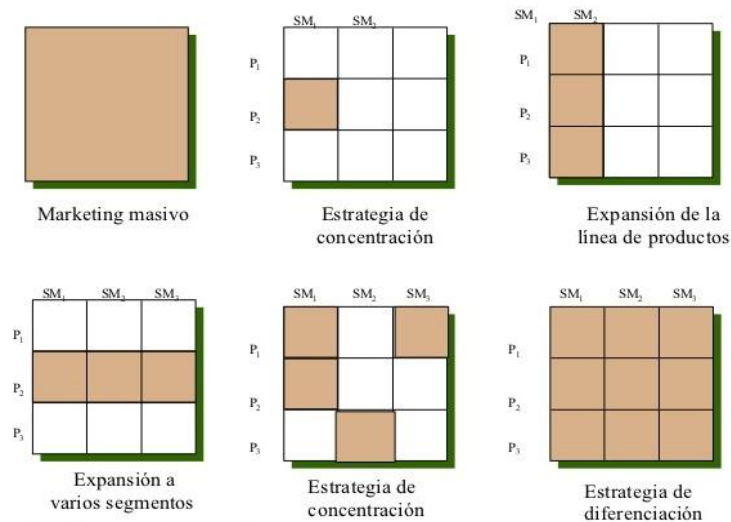 SM₁ SM₂
P₁
P₂
P₃
SM₁ SM₂
P₁
P₂
P₃
Marketing masivo
Estrategia de
concentración
Expansión de la
línea de productos
SM₁ SM₂ SM₃
P₁
P₂
P₃
SM₁ SM₂ SM₃
P₁
P₂
P₃
SM₁ SM₂ SM₃
P₁
P₂
P₃
Expansión a
varios segmentos
Estrategia de
concentración
Estrategia de
diferenciación